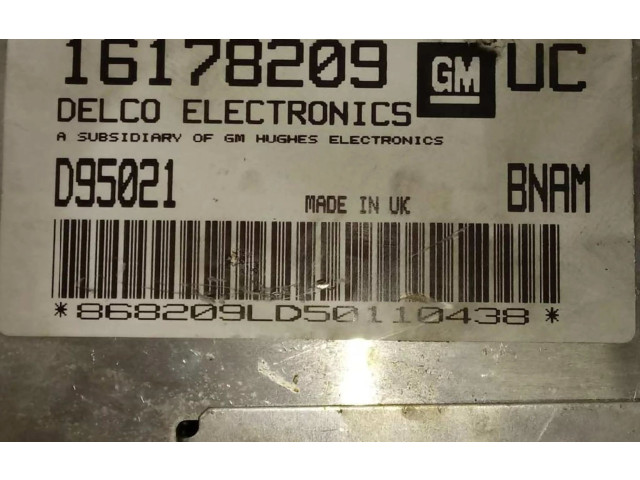 16178209 GM UC
DELCO ELECTRONICS
A SUBSIDIARY OF GM HUGHES ELECTRONICS
D95021 MADE IN UK BNAM
*868209LD50110438*